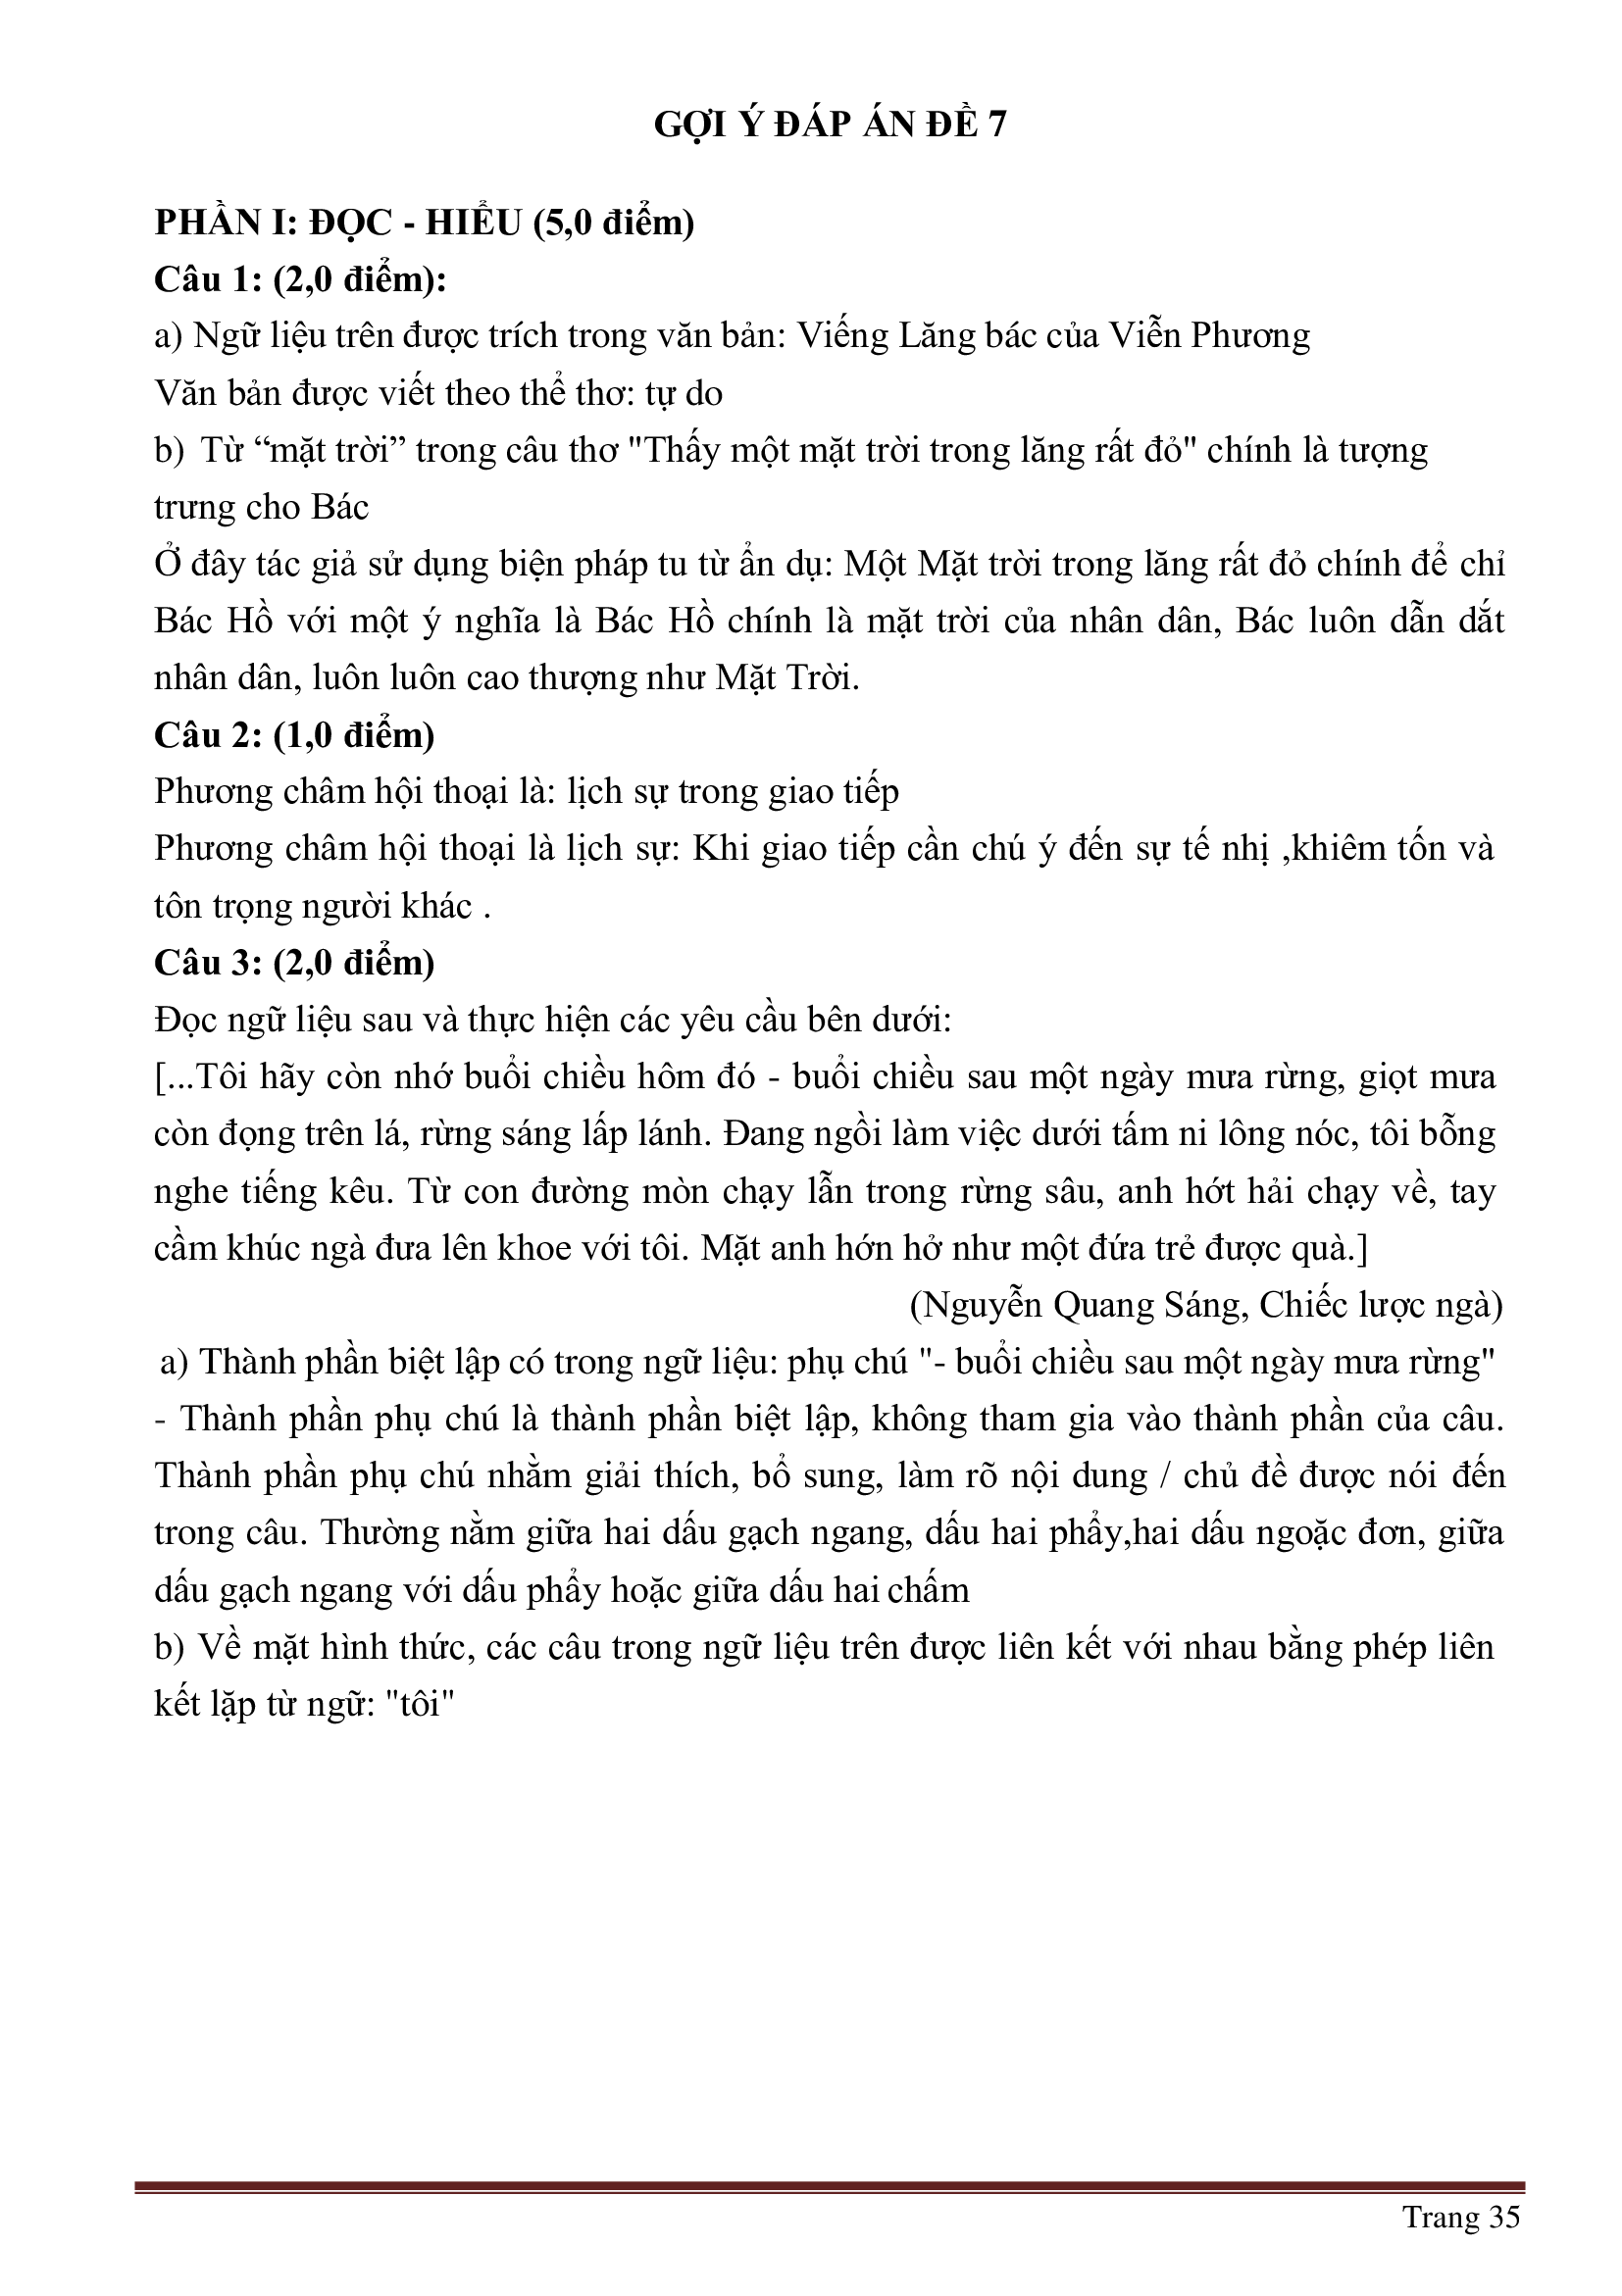 GỢI Ý ĐÁP ÁN ĐỀ 7
PHẦN I: ĐỌC - HIỂU (5,0 điểm)
Câu 1: (2,0 điểm):
a) Ngữ liệu trên được trích trong văn bản: Viếng Lăng bác của Viễn Phương
Văn bản được viết theo thể thơ: tự do
b) Từ “mặt trời” trong câu thơ "Thấy một mặt trời trong lăng rất đỏ" chính là tượng
trưng cho Bác
Ở đây tác giả sử dụng biện pháp tu từ ẩn dụ: Một Mặt trời trong lăng rất đỏ chính để chỉ
Bác Hồ với một ý nghĩa là Bác Hồ chính là mặt trời của nhân dân, Bác luôn dẫn dắt
nhân dân, luôn luôn cao thượng như Mặt Trời.
Câu 2: (1,0 điểm)
Phương châm hội thoại là: lịch sự trong giao tiếp
Phương châm hội thoại là lịch sự: Khi giao tiếp cần chú ý đến sự tế nhị ,khiêm tốn và
tôn trọng người khác .
Câu 3: (2,0 điểm)
Đọc ngữ liệu sau và thực hiện các yêu cầu bên dưới:
[...Tôi hãy còn nhớ buổi chiều hôm đó - buổi chiều sau một ngày mưa rừng, giọt mưa
còn đọng trên lá, rừng sáng lấp lánh. Đang ngồi làm việc dưới tấm ni lông nóc, tôi bỗng
nghe tiếng kêu. Từ con đường mòn chạy lẫn trong rừng sâu, anh hớt hải chạy về, tay
cầm khúc ngà đưa lên khoe với tôi. Mặt anh hớn hở như một đứa trẻ được quà.]
(Nguyễn Quang Sáng, Chiếc lược ngà)
a) Thành phần biệt lập có trong ngữ liệu: phụ chú "- buổi chiều sau một ngày mưa rừng"
- Thành phần phụ chú là thành phần biệt lập, không tham gia vào thành phần của câu.
Thành phần phụ chú nhằm giải thích, bổ sung, làm rõ nội dung / chủ đề được nói đến
trong câu. Thường nằm giữa hai dấu gạch ngang, dấu hai phẩy,hai dấu ngoặc đơn, giữa
dấu gạch ngang với dấu phẩy hoặc giữa dấu hai chấm
b) Về mặt hình thức, các câu trong ngữ liệu trên được liên kết với nhau bằng phép liên
kết lặp từ ngữ: "tôi"
Trang 35